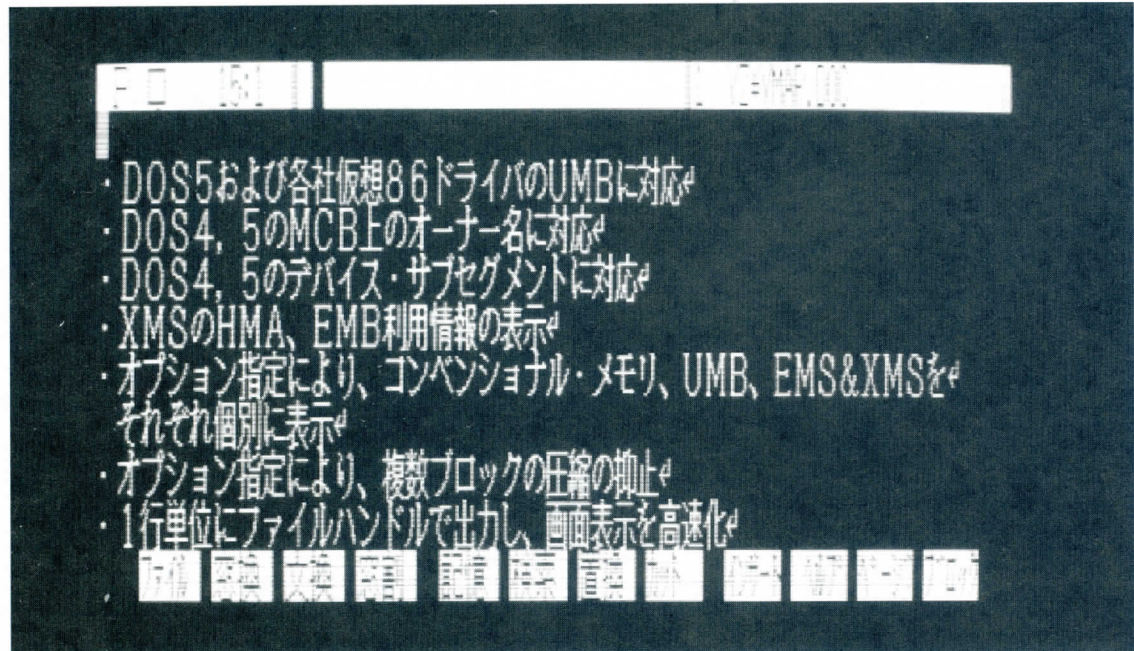 ・DOS5および各社仮想86ドライバのUMBに対応↵
・DOS4，5のMCB上のオーナー名に対応↵
・DOS4，5のデバイス・サブセグメントに対応↵
・XMSのHMA、EMB利用情報の表示↵
・オプション指定により、コンベンショナル・メモリ、UMB、EMS&XMSを↵
それぞれ個別に表示↵
・オプション指定により、複数ブロックの圧縮の抑止↵
・1行単位にファイルハンドルで出力し、画面表示を高速化↵